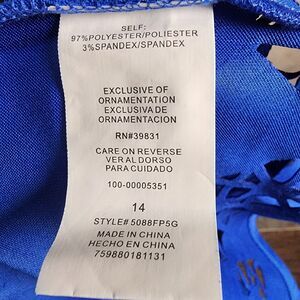 SELF:
97%POLYESTER/POLIESTER
3%SPANDEX/SPANDEX
EXCLUSIVE OF
ORNAMENTATION
EXCLUSIVA DE
ORNAMENTACION
RN#39831
CARE ON REVERSE
VER AL DORSO
PARA CUIDADO
100-00005351
14
STYLE# 5088FP5G
MADE IN CHINA
HECHO EN CHINA
759880181131